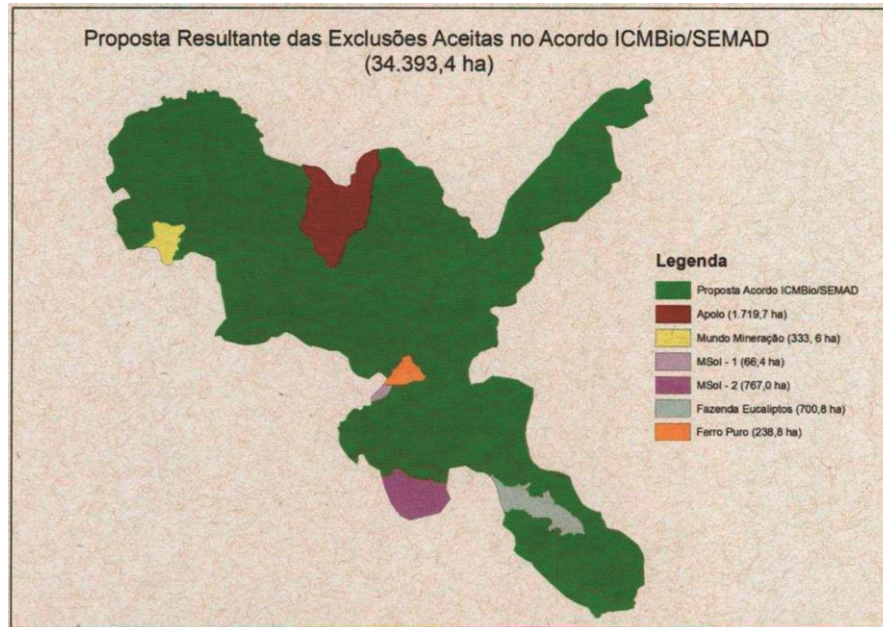 Proposta Resultante das Exclusões Aceitas no Acordo ICMBio/SEMAD
(34.393,4 ha)
Legenda
Proposta Acordo ICMBio/SEMAD
Apolo (1.719,7 ha)
Mundo Mineração (333, 6 ha)
MSol - 1 (66,4 ha)
MSol - 2 (767,0 ha)
Fazenda Eucaliptos (700,8 ha)
Ferro Puro (238,8 ha)